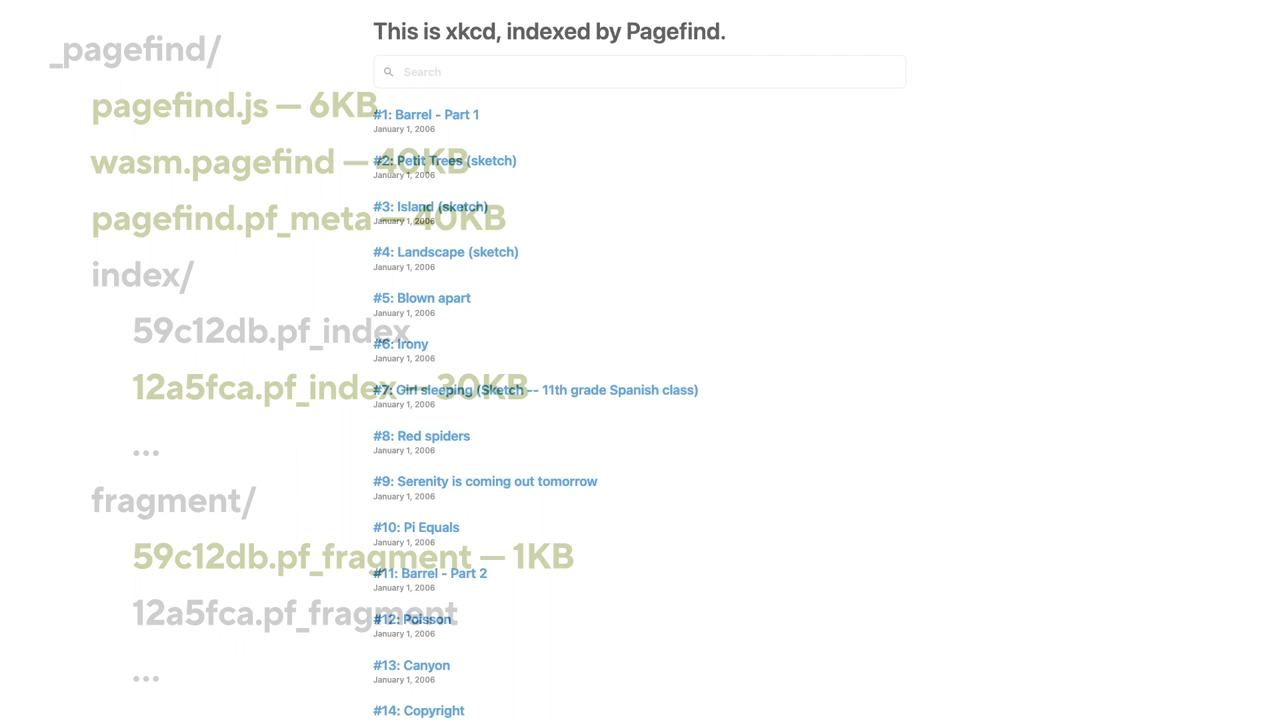 _pagefind/
pagefind.js — 6KB
wasm.pagefind — 40KB
pagefind.pf_meta — 40KB
index/
59c12db.pf_index
12a5fca.pf_index — 30KB
...
fragment/
59c12db.pf_fragment — 1KB
12a5fca.pf_fragment
...
This is xkcd, indexed by Pagefind.
Search
#1: Barrel - Part 1
January 1, 2006
#2: Petit Trees (sketch)
January 1, 2006
#3: Island (sketch)
January 1, 2006
#4: Landscape (sketch)
January 1, 2006
#5: Blown apart
January 1, 2006
#6: Irony
January 1, 2006
#7: Girl sleeping (Sketch -- 11th grade Spanish class)
January 1, 2006
#8: Red spiders
January 1, 2006
#9: Serenity is coming out tomorrow
January 1, 2006
#10: Pi Equals
January 1, 2006
#11: Barrel - Part 2
January 1, 2006
#12: Poisson
January 1, 2006
#13: Canyon
January 1, 2006
#14: Copyright